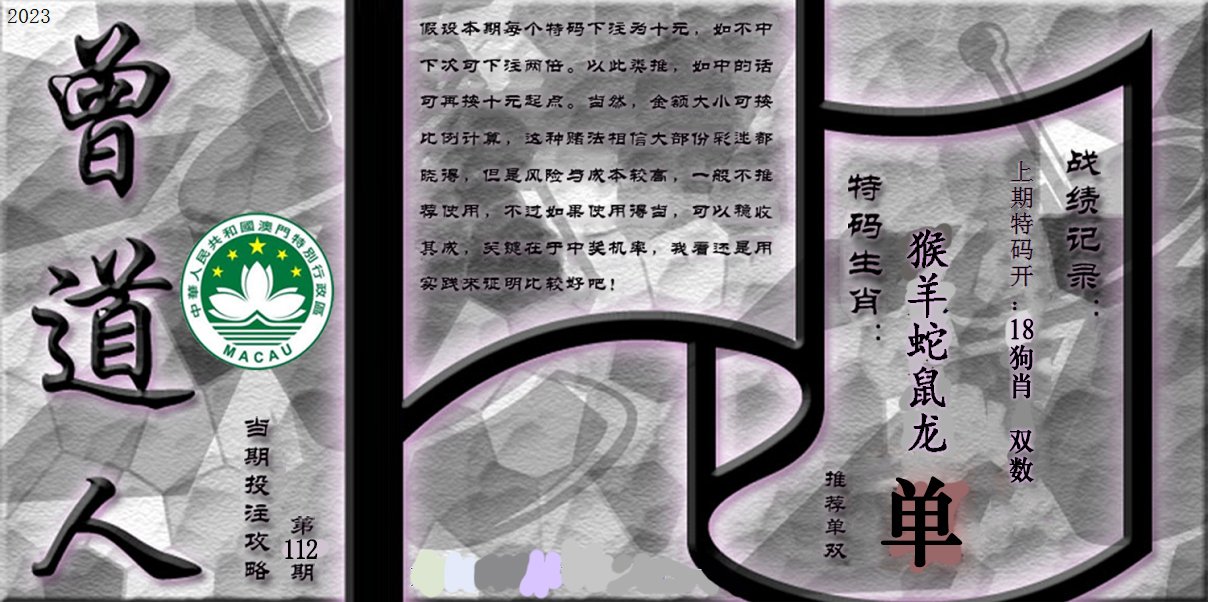 2023
曾道人
中華人民共和國澳門特別行政區
MACAU
当期投注攻略
第112期
假设本期每个特码下注为十元，如不中
下次可下注两倍。以此类推，如中的话
可再按十元起点。当然，金额大小可按
比例计算，这种赌法相信大部份彩迷都
晓得，但是风险与成本较高，一般不推
荐使用，不过如果使用得当，可以稳收
其成，关键在于中奖机率，我看还是用
实践来证明比较好吧！
战绩记录：
上期特码开：18狗肖 双数
特码生肖：
猴羊蛇鼠龙
推荐单双
单